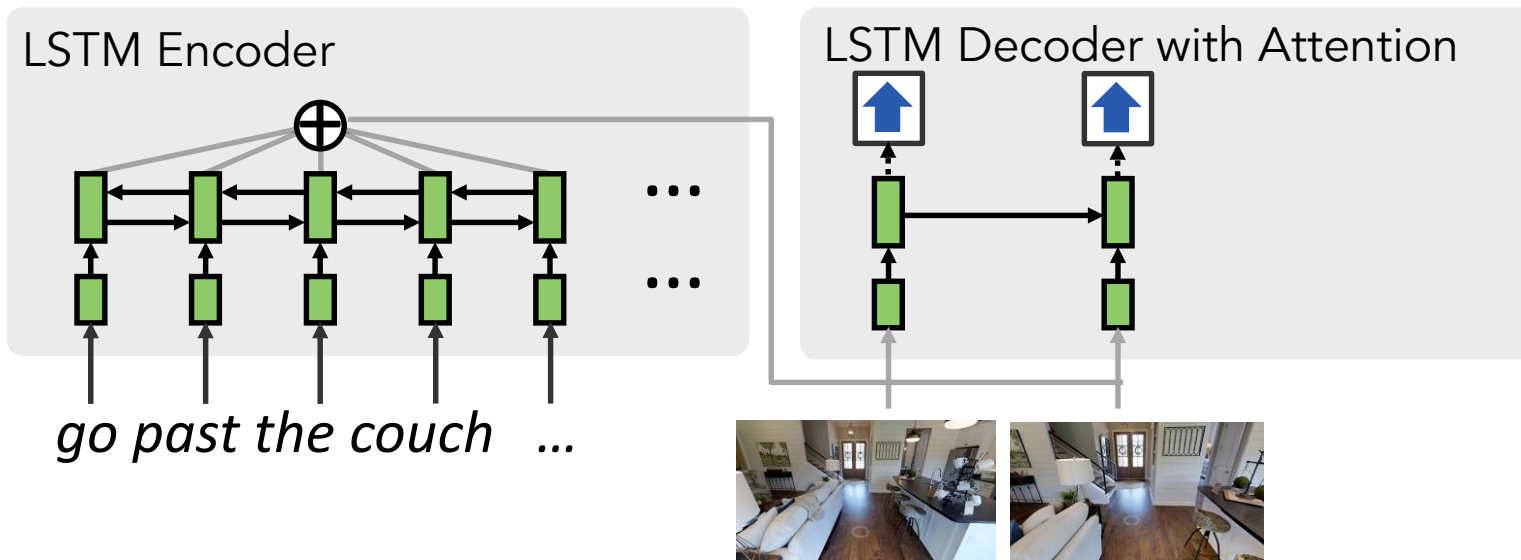 LSTM Encoder
LSTM Decoder with Attention
...
...
go past the couch ...